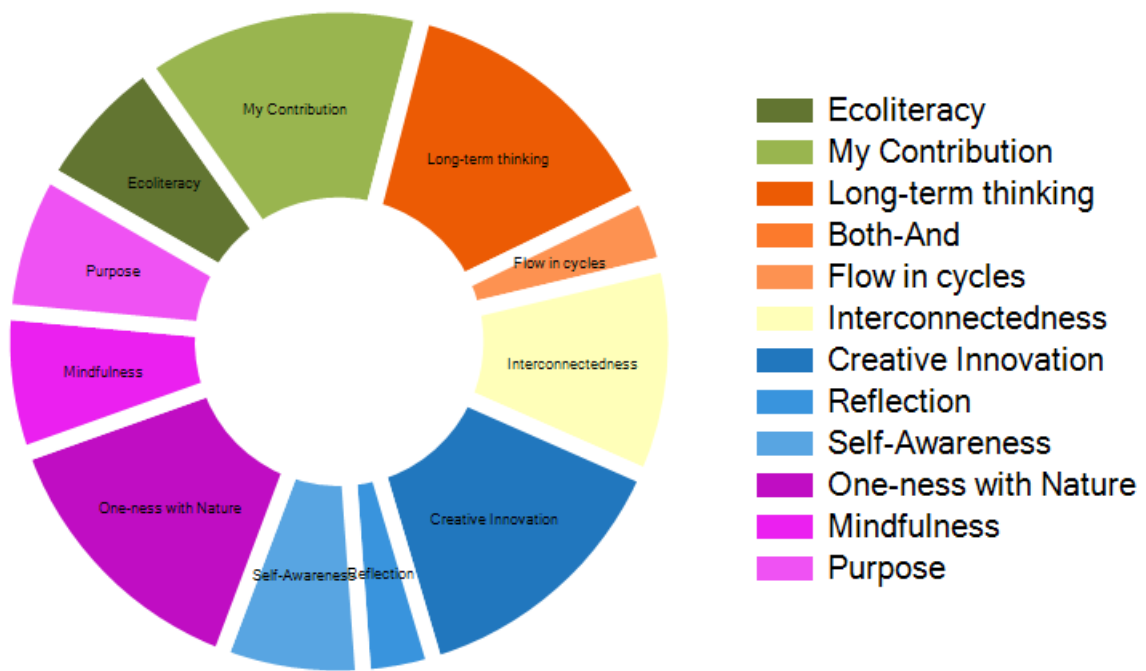 My Contribution
Long-term thinking
Ecoliteracy
Flow in cycles
Purpose
Interconnectedness
Mindfulness
One-ness with Nature
Creative Innovation
Self-Awareness
Reflection
Ecoliteracy
My Contribution
Long-term thinking
Both-And
Flow in cycles
Interconnectedness
Creative Innovation
Reflection
Self-Awareness
One-ness with Nature
Mindfulness
Purpose